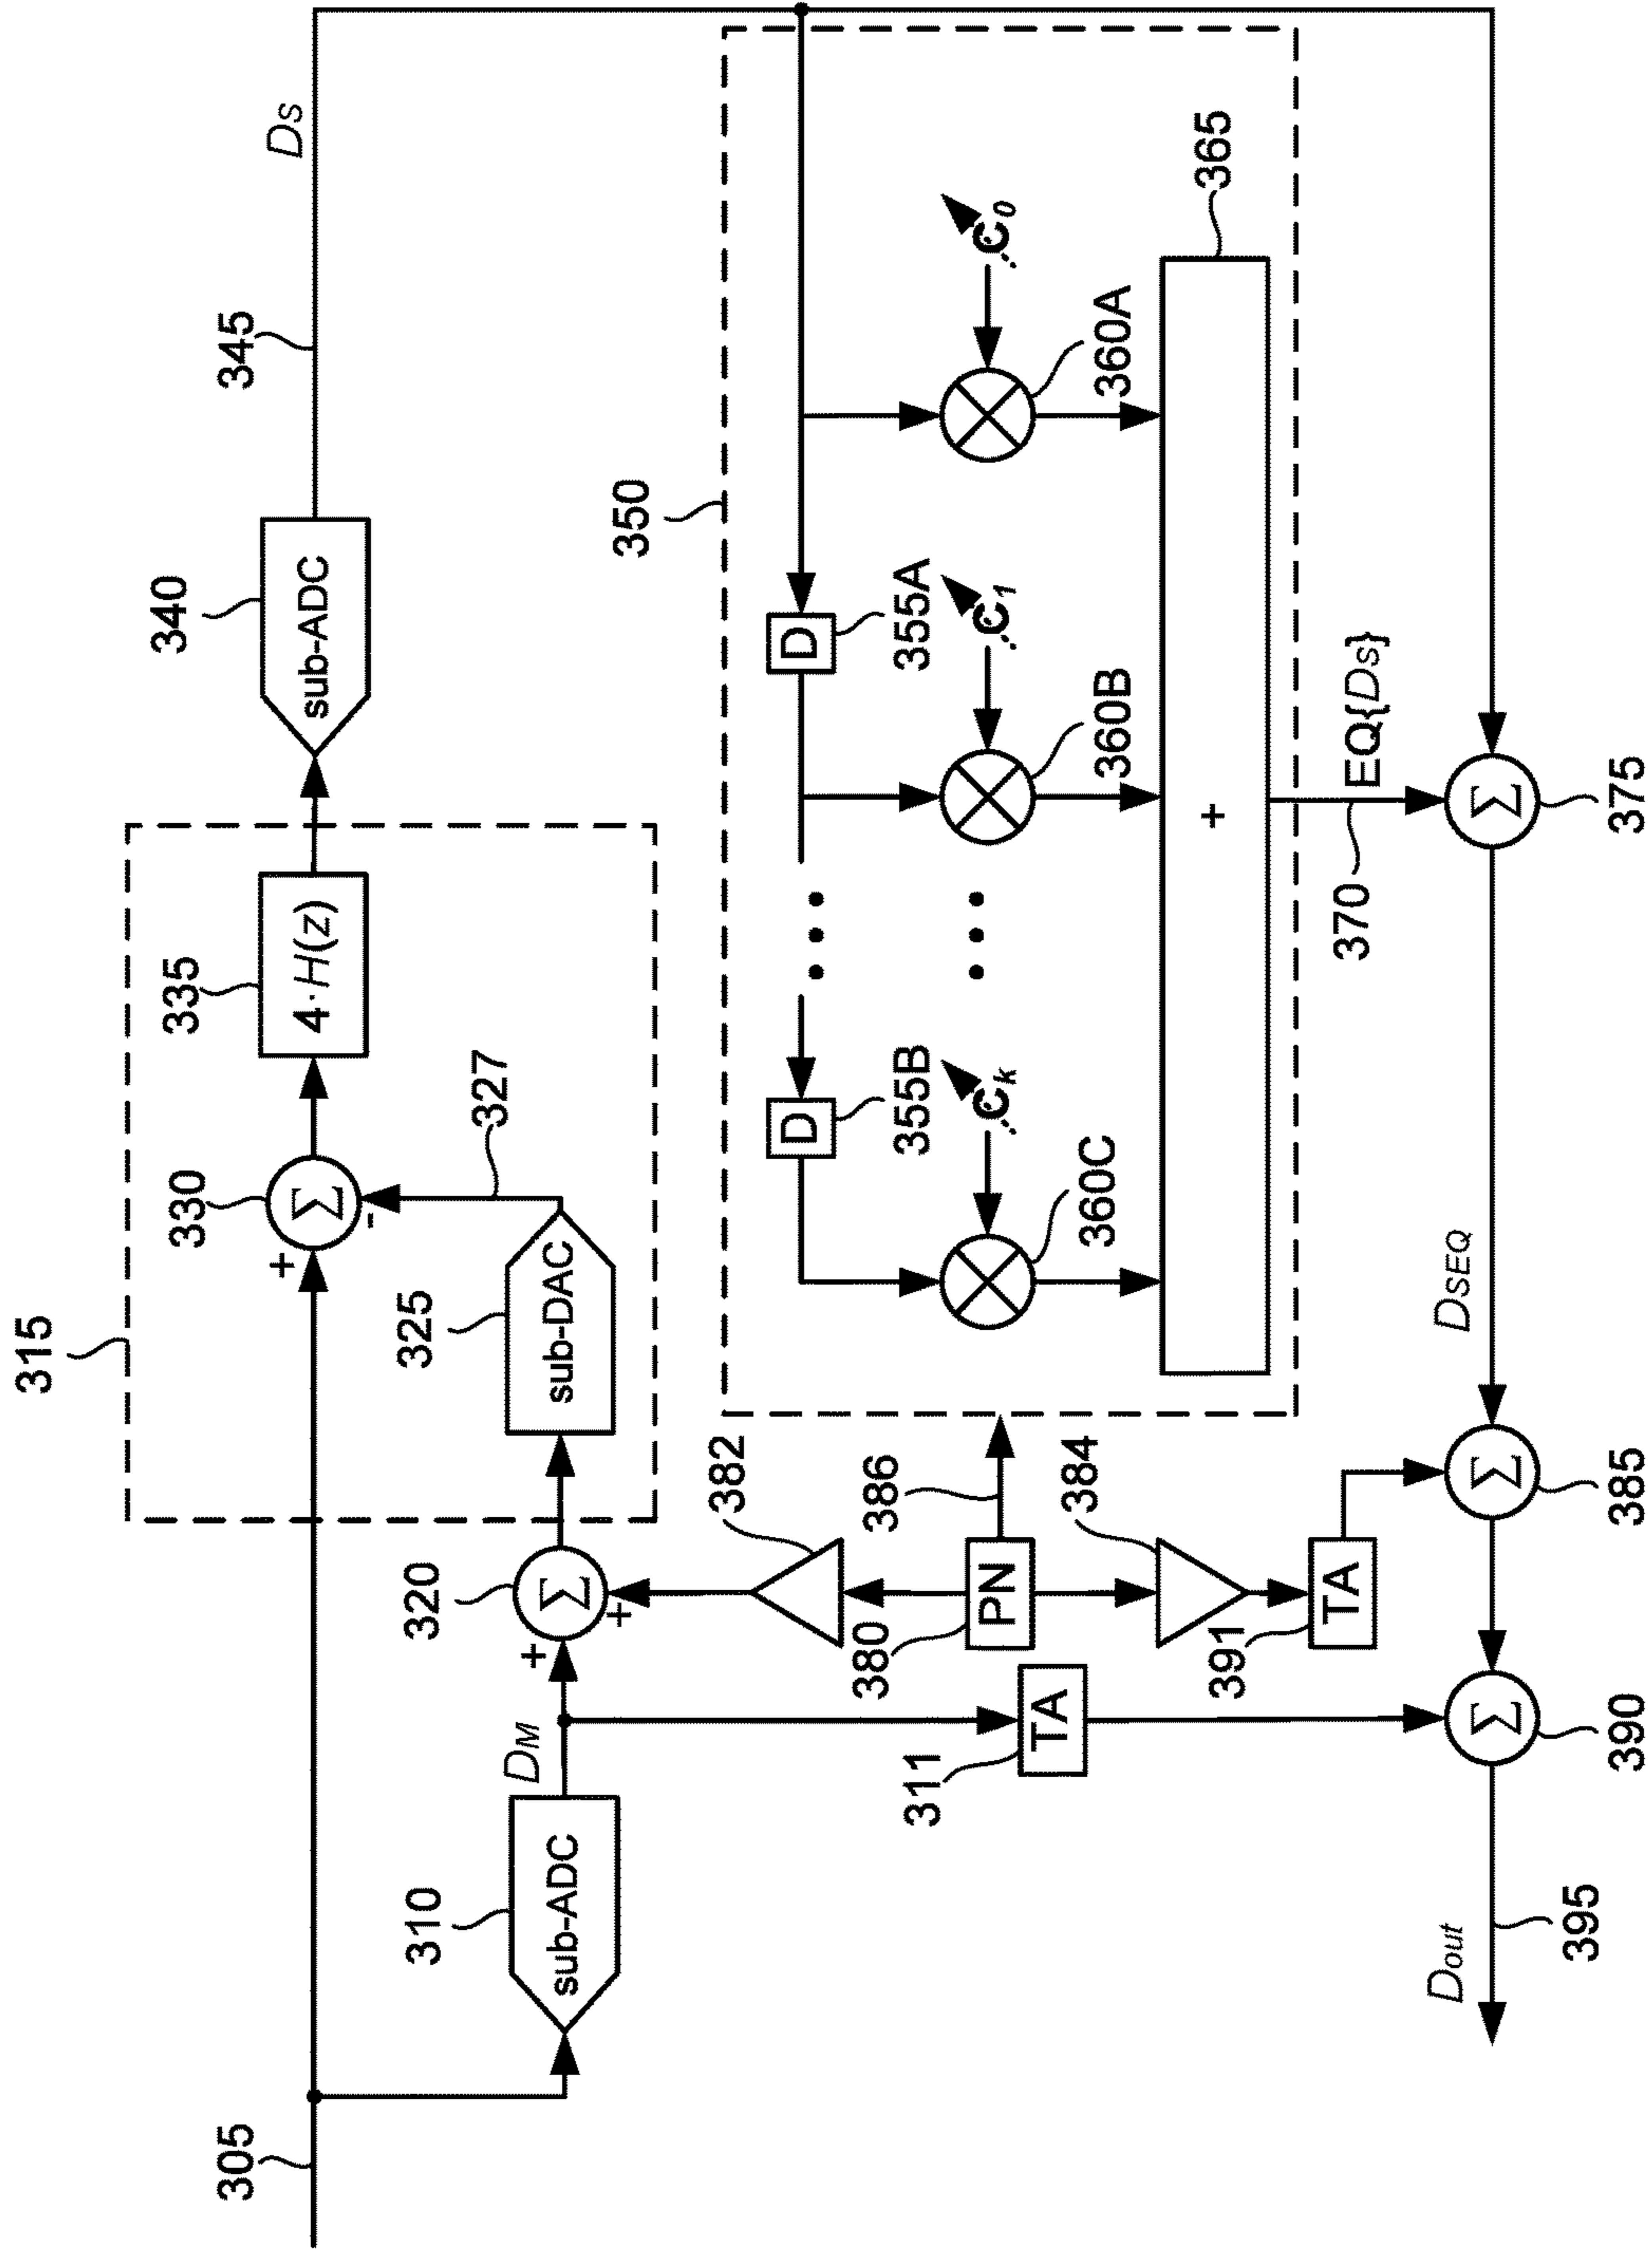 305
310
sub-ADC
D_M
311
TA
315
320
Σ
+
+
325
sub-DAC
327
330
Σ
+
-
335
4·H(z)
340
sub-ADC
345
D_S
350
355A
D
355B
D
C_0
C_1
C_k
360A
360B
360C
365
+
370
EQ{D_S}
375
Σ
D_SEQ
380
PN
382
384
386
391
TA
385
Σ
390
Σ
395
D_out